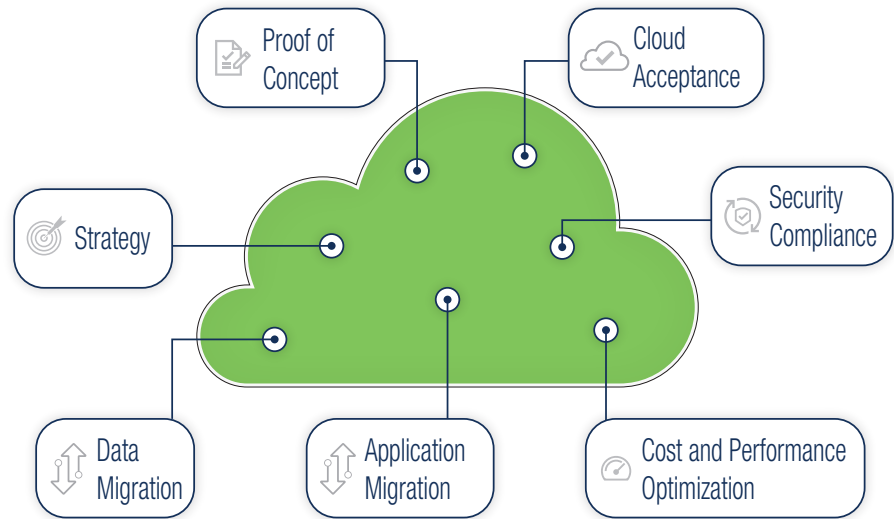 Proof of
Concept
Cloud
Acceptance
Strategy
Security
Compliance
Data
Migration
Application
Migration
Cost and Performance
Optimization